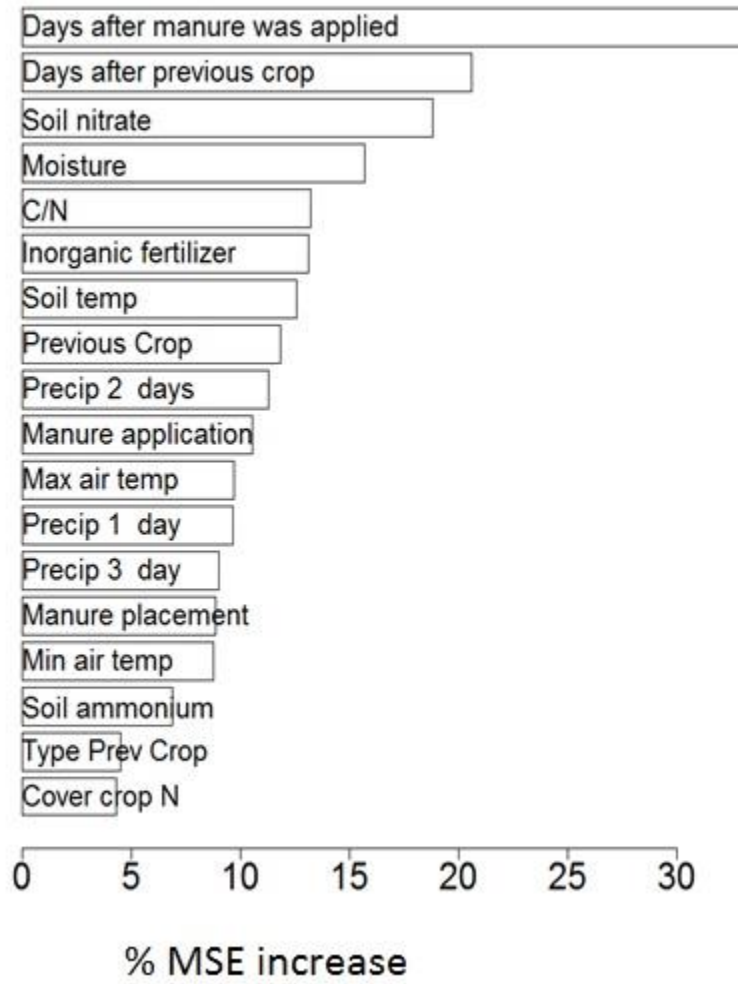 Days after manure was applied
Days after previous crop
Soil nitrate
Moisture
C/N
Inorganic fertilizer
Soil temp
Previous Crop
Precip 2 days
Manure application
Max air temp
Precip 1 day
Precip 3 day
Manure placement
Min air temp
Soil ammonium
Type Prev Crop
Cover crop N
0 5 10 15 20 25 30
% MSE increase